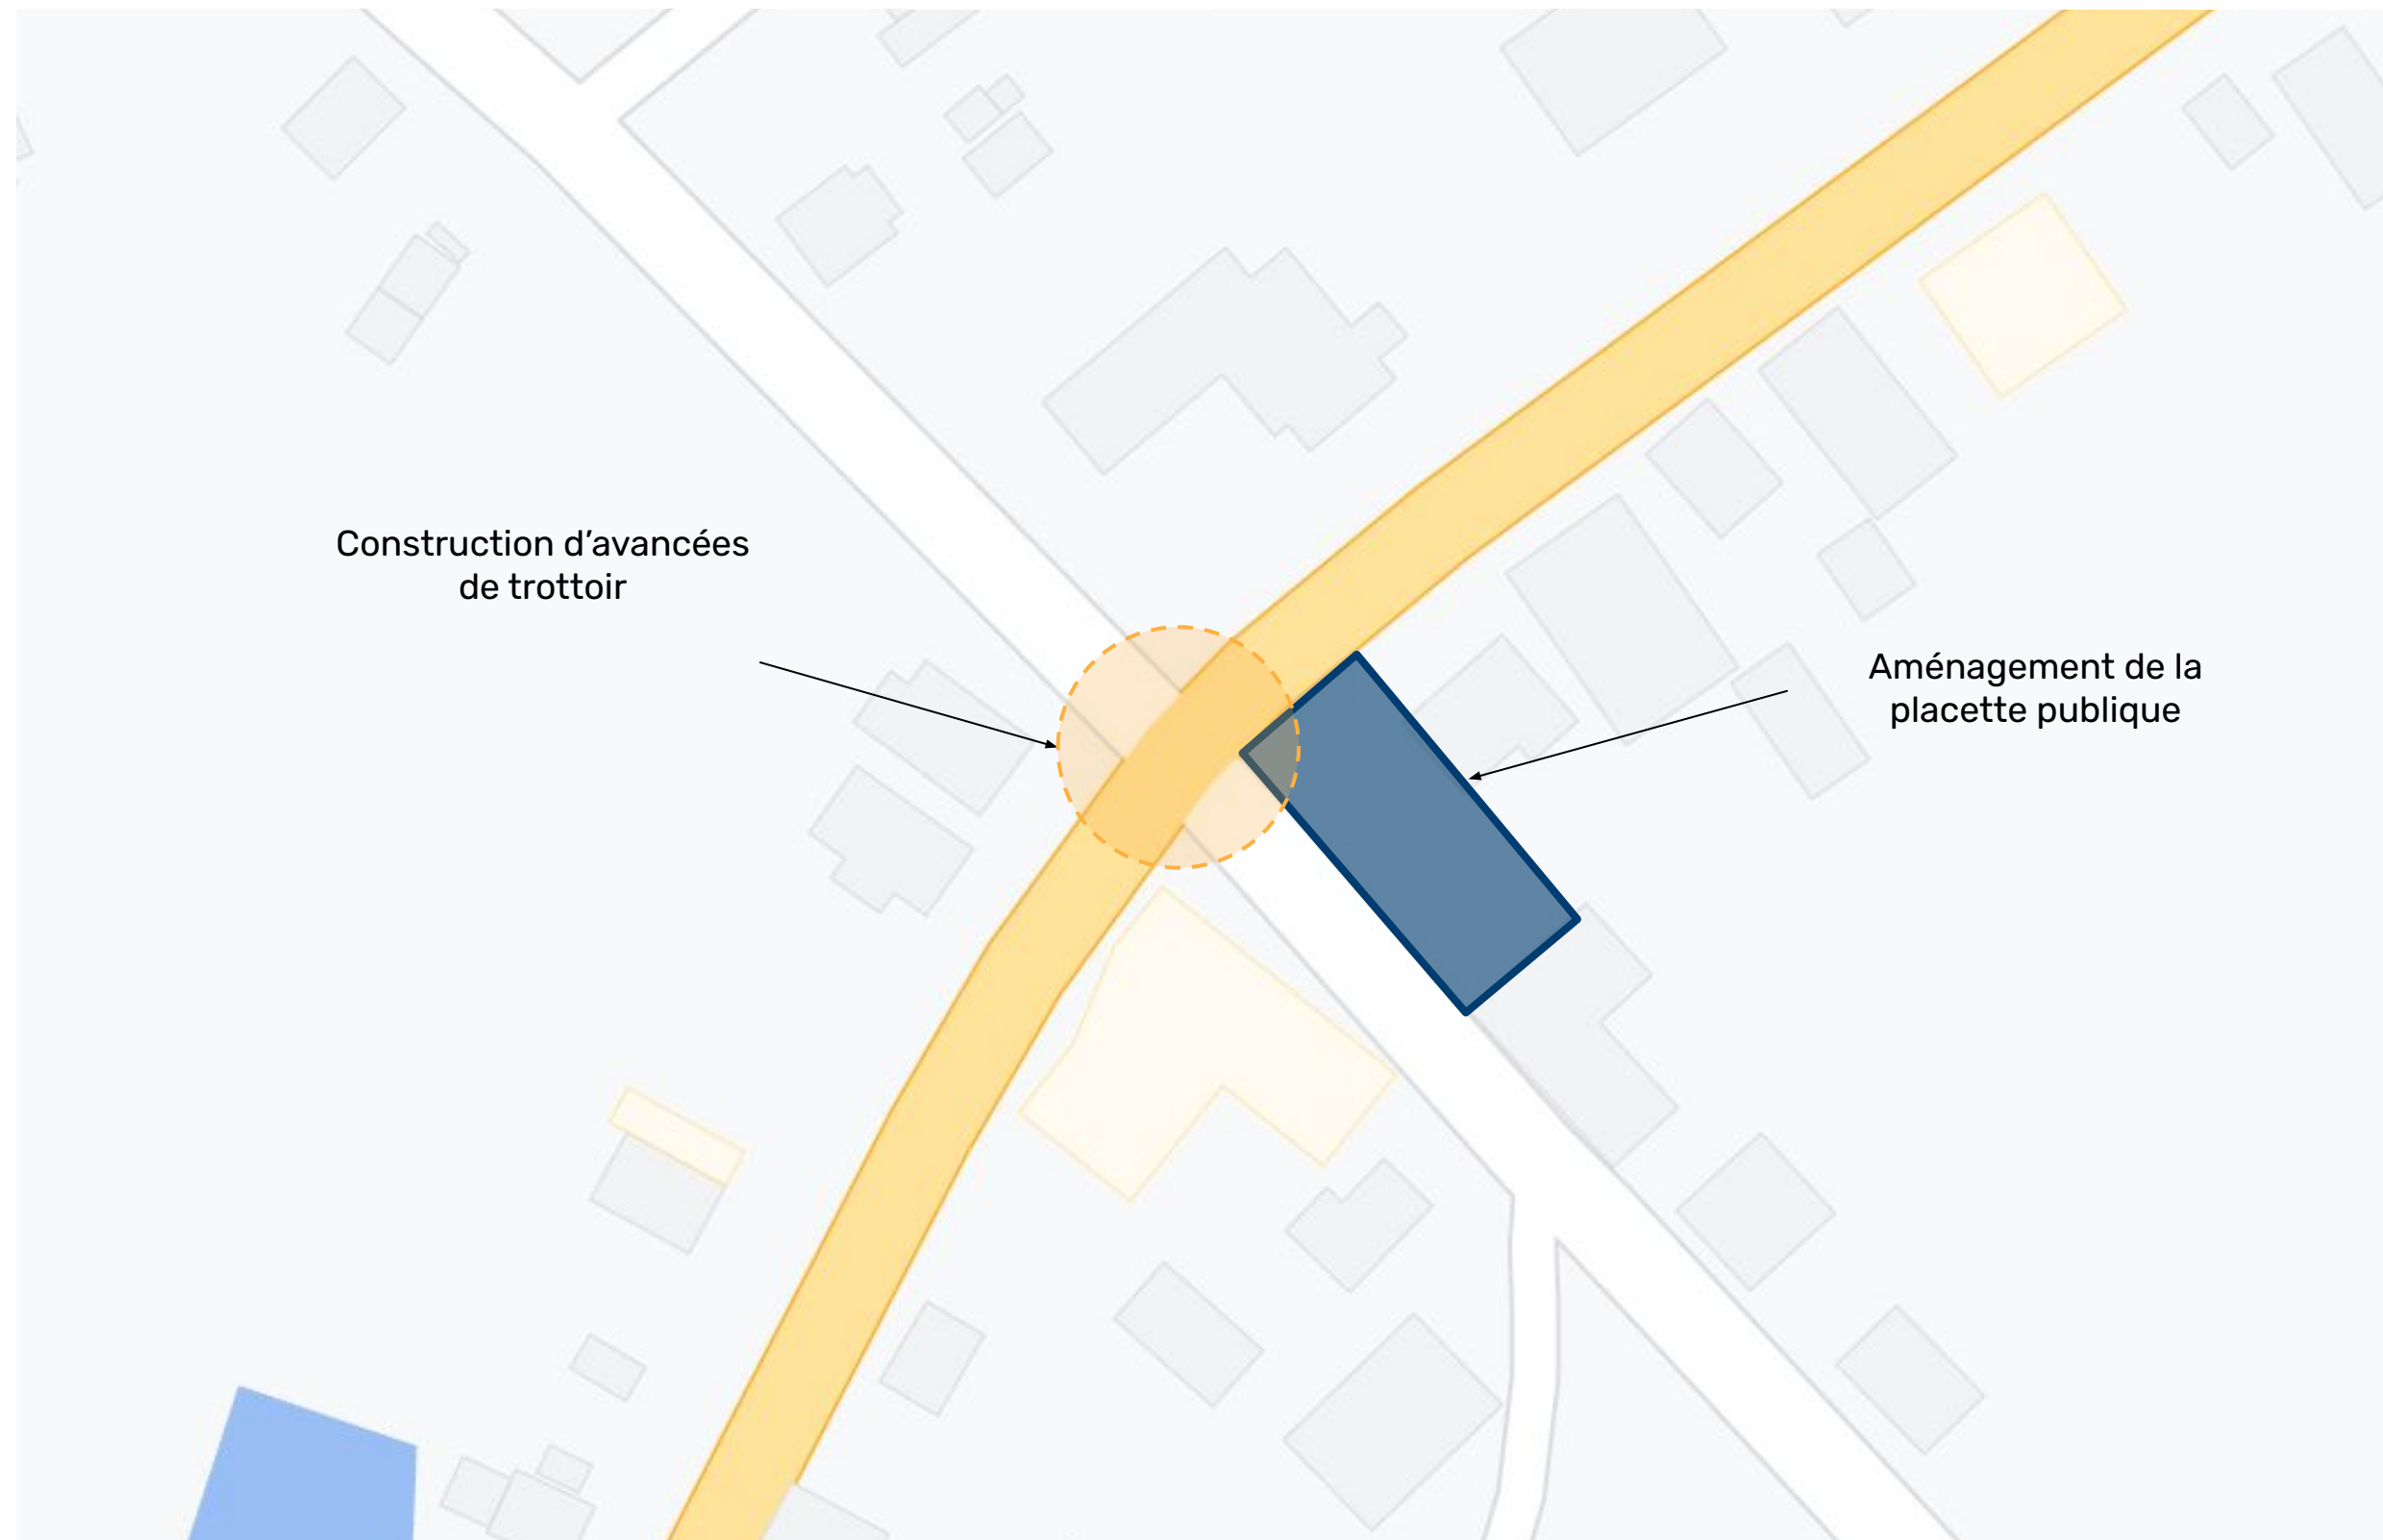 Construction d’avancées
de trottoir
Aménagement de la
placette publique